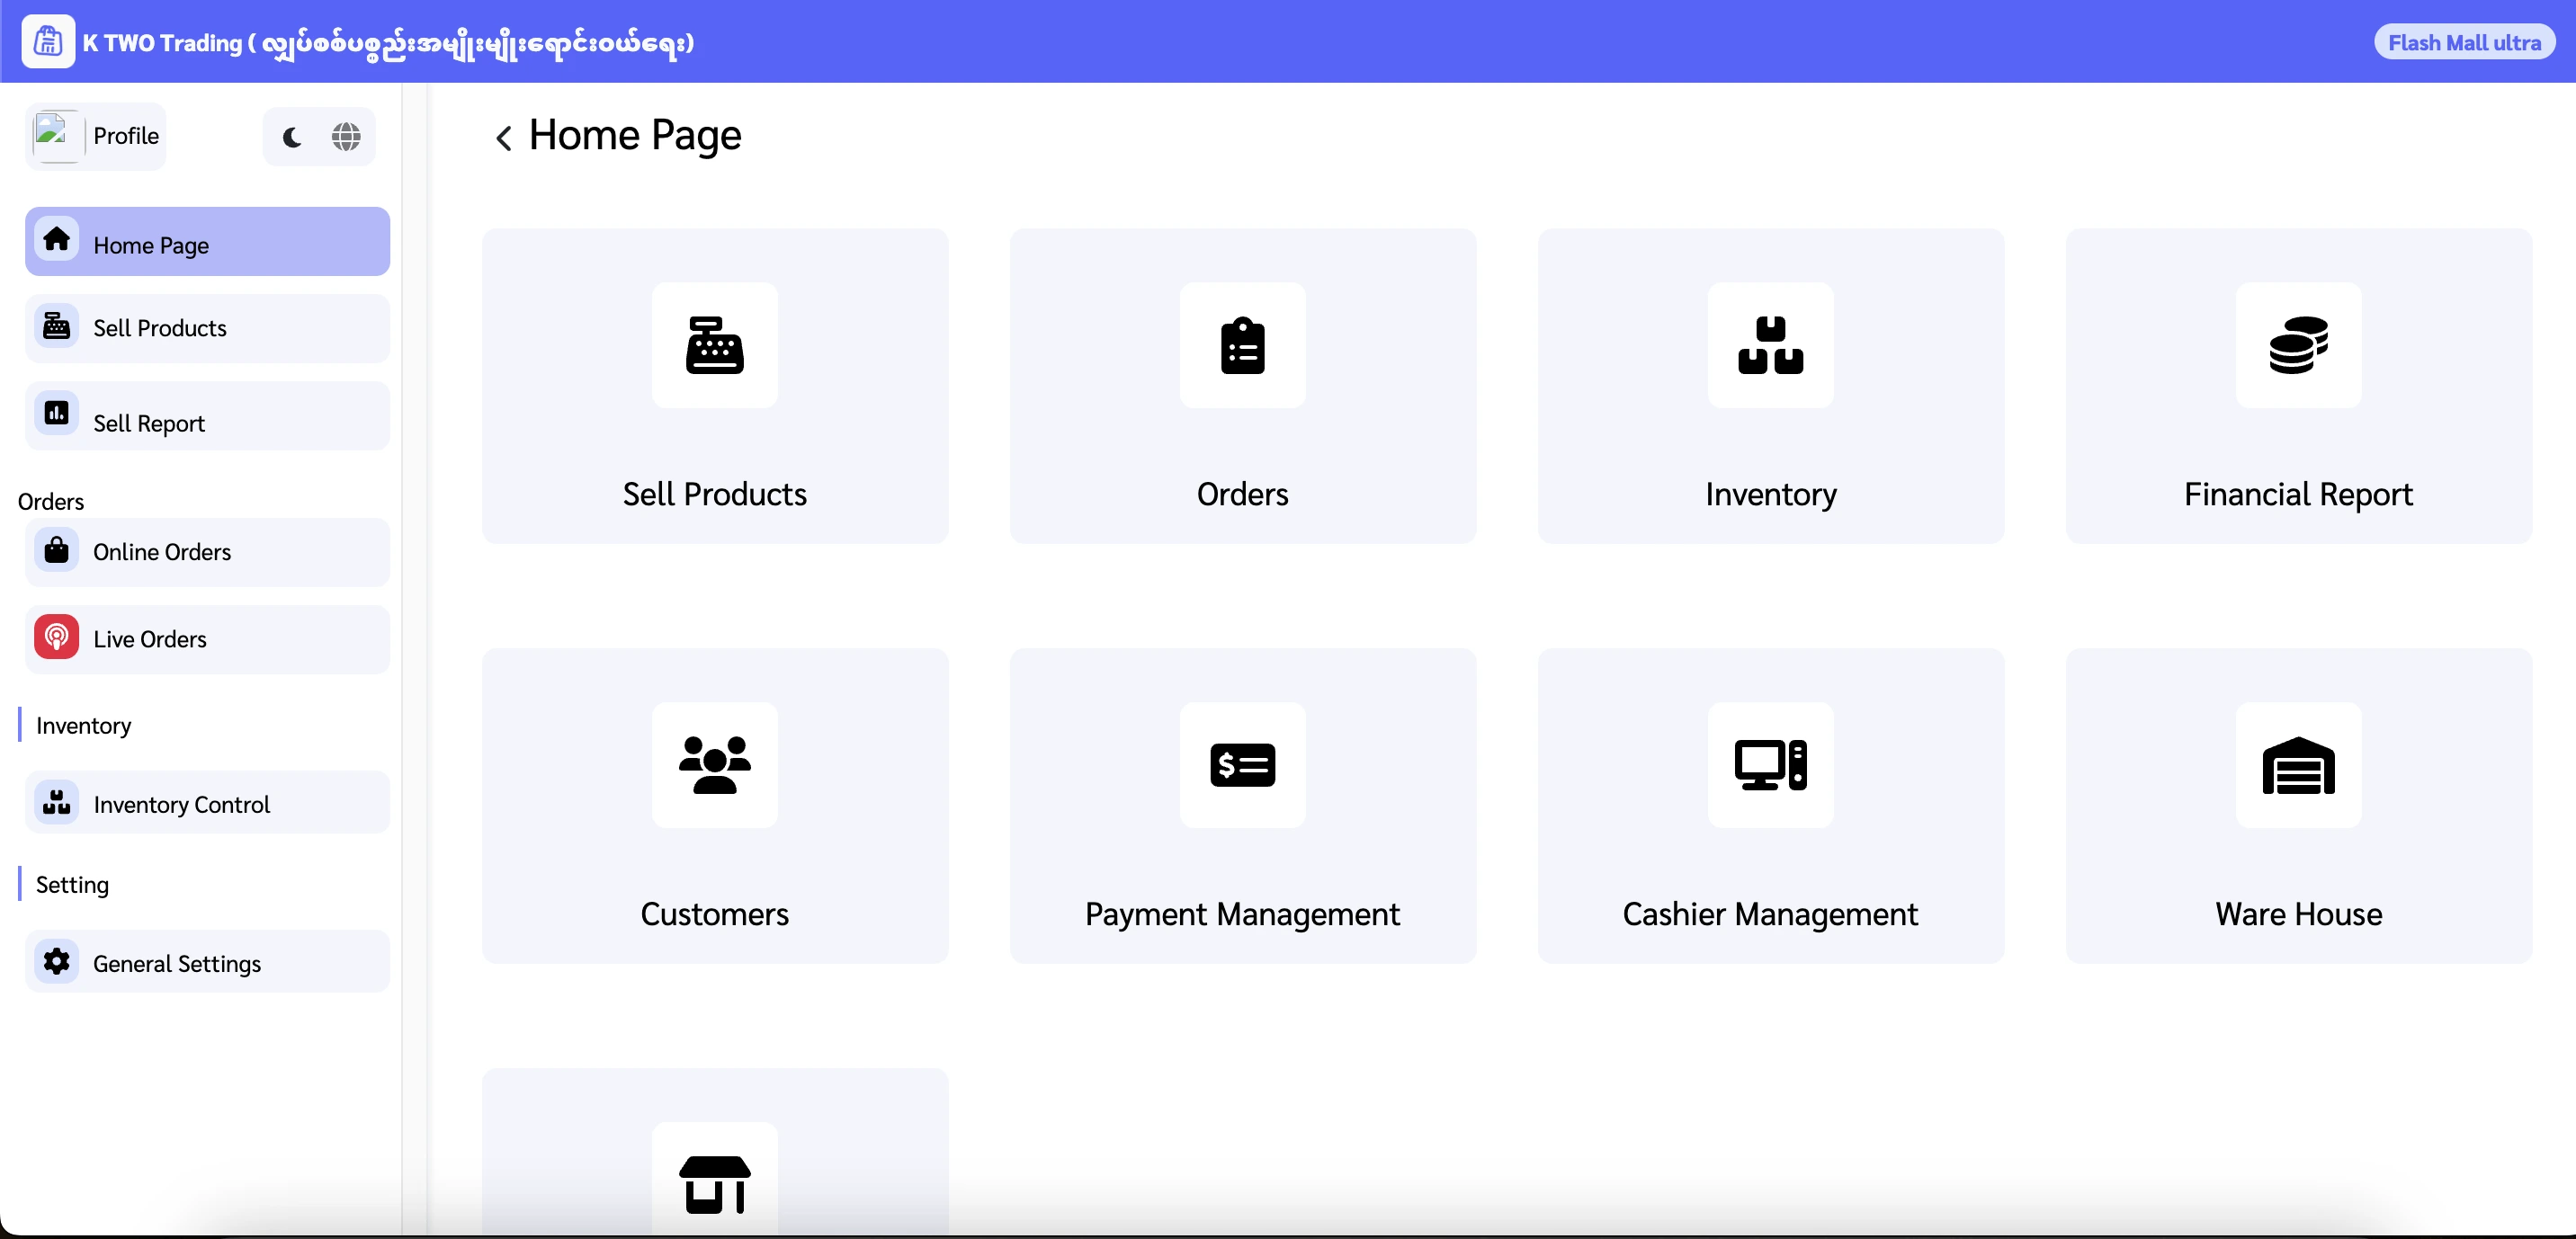 K TWO Trading ( လျှပ်စစ်ပစ္စည်းအမျိုးမျိုးရောင်းဝယ်ရေး)
Flash Mall ultra
Profile
Home Page
Sell Products
Sell Report
Orders
Online Orders
Live Orders
Inventory
Inventory Control
Setting
General Settings
Home Page
Sell Products
Orders
Inventory
Financial Report
Customers
Payment Management
Cashier Management
Ware House